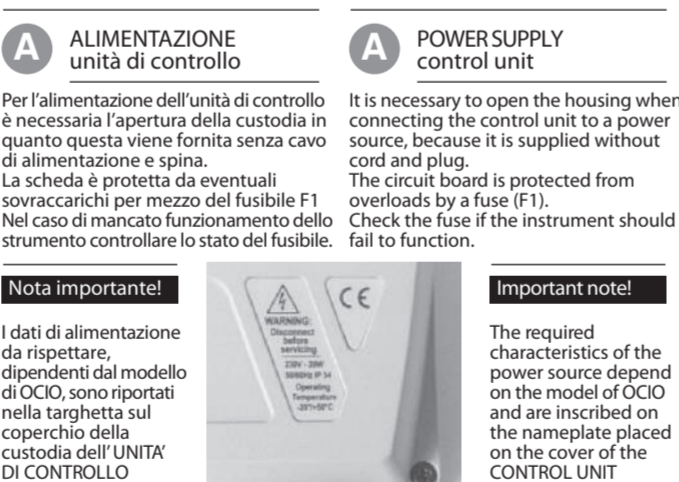 A
ALIMENTAZIONE
unità di controllo
Per l'alimentazione dell'unità di controllo
è necessaria l'apertura della custodia in
quanto questa viene fornita senza cavo
di alimentazione e spina.
La scheda è protetta da eventuali
sovraccarichi per mezzo del fusibile F1
Nel caso di mancato funzionamento dello
strumento controllare lo stato del fusibile.
A
POWER SUPPLY
control unit
It is necessary to open the housing when
connecting the control unit to a power
source, because it is supplied without
cord and plug.
The circuit board is protected from
overloads by a fuse (F1).
Check the fuse if the instrument should
fail to function.
Nota importante!
I dati di alimentazione
da rispettare,
dipendenti dal modello
di OCIO, sono riportati
nella targhetta sul
coperchio della
custodia dell' UNITA'
DI CONTROLLO
WARNING:
Disconnect
before
servicing
230V - 20W
50/60Hz IP 54
Operating
Temperature
-20°/+50°C
CE
Important note!
The required
characteristics of the
power source depend
on the model of OCIO
and are inscribed on
the nameplate placed
on the cover of the
CONTROL UNIT